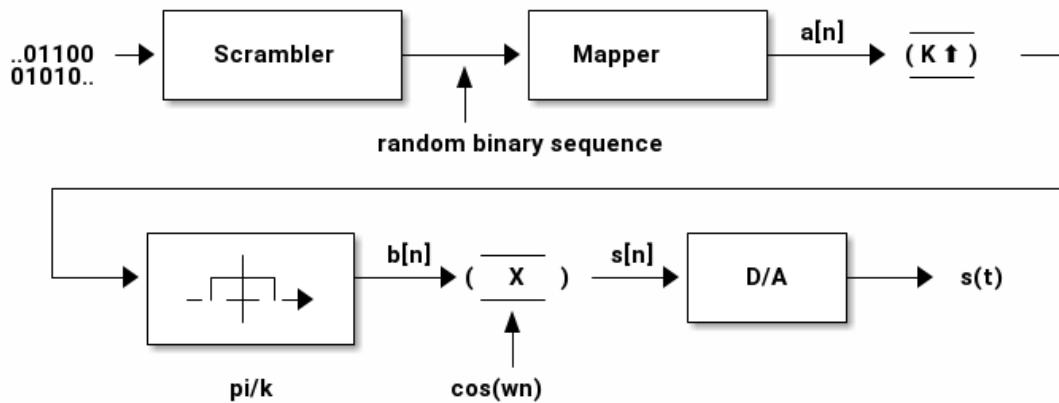 ..01100
01010..
Scrambler
Mapper
a[n]
( K ⬆ )
random binary sequence
b[n]
( X )
s[n]
D/A
s(t)
pi/k
cos(wn)